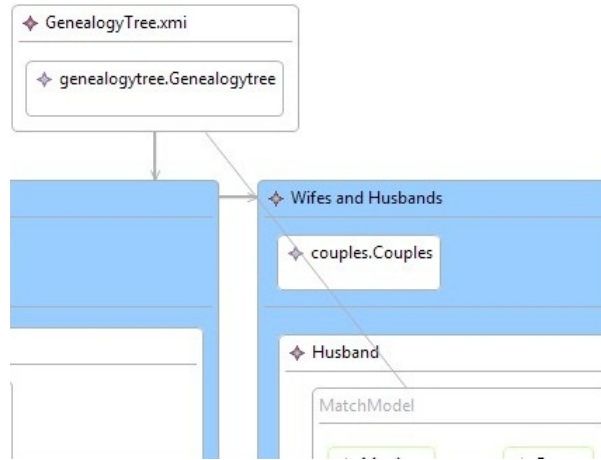 GenealogyTree.xmi
genealogytree.Genealogytree
Wifes and Husbands
couples.Couples
Husband
MatchModel